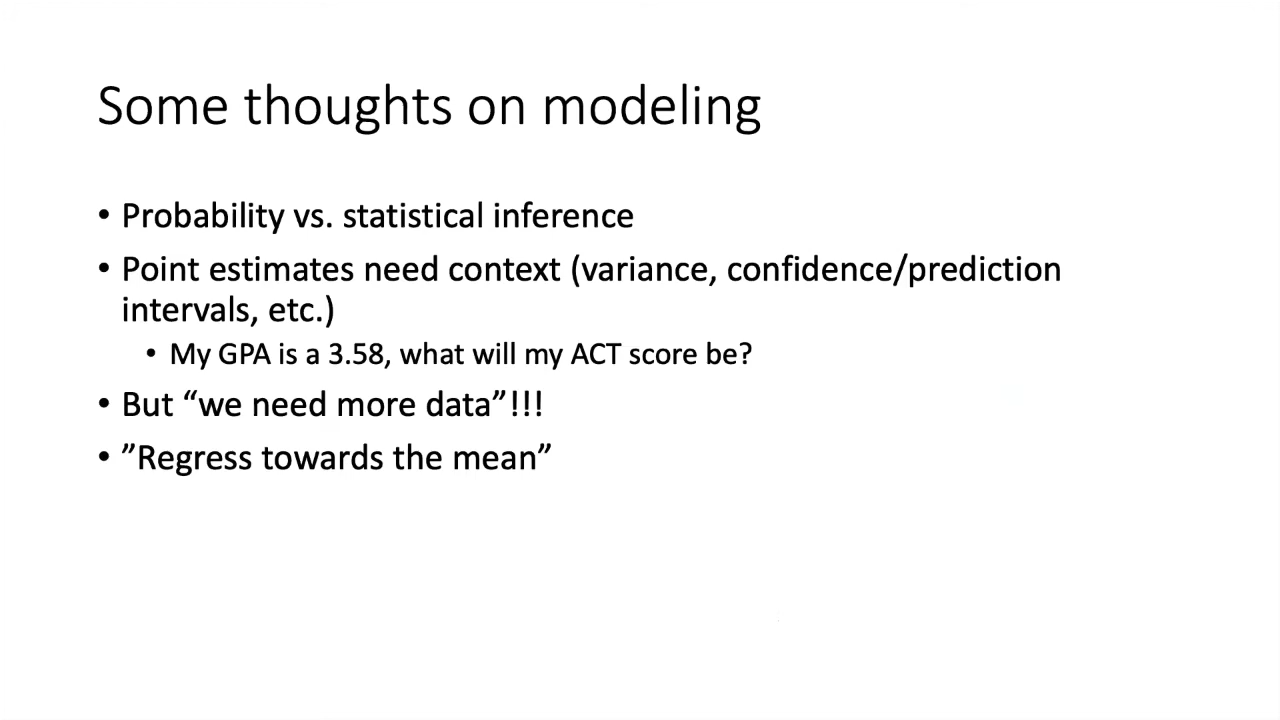 Some thoughts on modeling
• Probability vs. statistical inference
• Point estimates need context (variance, confidence/prediction
intervals, etc.)
• My GPA is a 3.58, what will my ACT score be?
• But “we need more data”!!!
• ”Regress towards the mean”